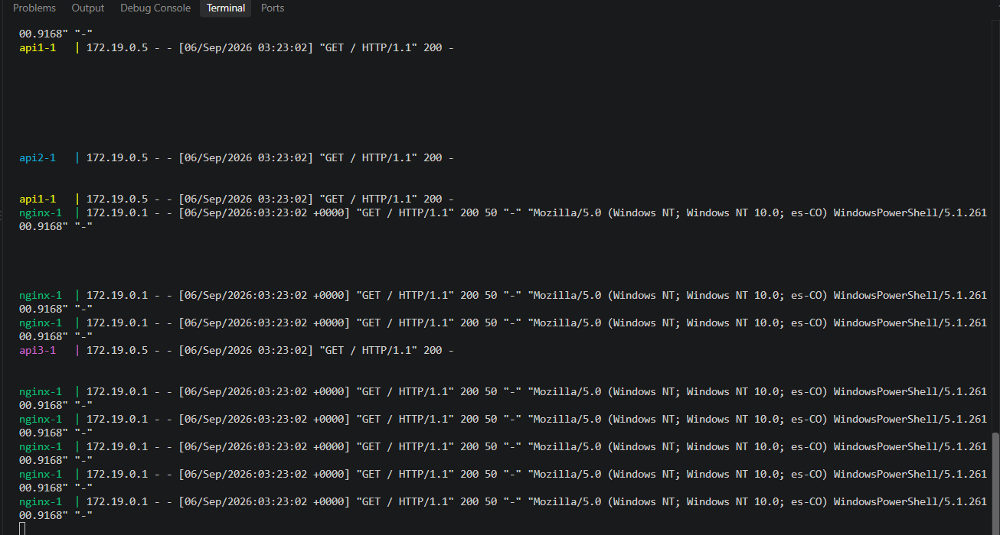 Problems Output Debug Console Terminal Ports
00.9168" "-"
api1-1 | 172.19.0.5 - - [06/Sep/2026 03:23:02] "GET / HTTP/1.1" 200 -
api2-1 | 172.19.0.5 - - [06/Sep/2026 03:23:02] "GET / HTTP/1.1" 200 -
api1-1 | 172.19.0.5 - - [06/Sep/2026 03:23:02] "GET / HTTP/1.1" 200 -
nginx-1 | 172.19.0.1 - - [06/Sep/2026:03:23:02 +0000] "GET / HTTP/1.1" 200 50 "-" "Mozilla/5.0 (Windows NT; Windows NT 10.0; es-CO) WindowsPowerShell/5.1.261
00.9168" "-"
nginx-1 | 172.19.0.1 - - [06/Sep/2026:03:23:02 +0000] "GET / HTTP/1.1" 200 50 "-" "Mozilla/5.0 (Windows NT; Windows NT 10.0; es-CO) WindowsPowerShell/5.1.261
00.9168" "-"
nginx-1 | 172.19.0.1 - - [06/Sep/2026:03:23:02 +0000] "GET / HTTP/1.1" 200 50 "-" "Mozilla/5.0 (Windows NT; Windows NT 10.0; es-CO) WindowsPowerShell/5.1.261
00.9168" "-"
api3-1 | 172.19.0.5 - - [06/Sep/2026 03:23:02] "GET / HTTP/1.1" 200 -
nginx-1 | 172.19.0.1 - - [06/Sep/2026:03:23:02 +0000] "GET / HTTP/1.1" 200 50 "-" "Mozilla/5.0 (Windows NT; Windows NT 10.0; es-CO) WindowsPowerShell/5.1.261
00.9168" "-"
nginx-1 | 172.19.0.1 - - [06/Sep/2026:03:23:02 +0000] "GET / HTTP/1.1" 200 50 "-" "Mozilla/5.0 (Windows NT; Windows NT 10.0; es-CO) WindowsPowerShell/5.1.261
00.9168" "-"
nginx-1 | 172.19.0.1 - - [06/Sep/2026:03:23:02 +0000] "GET / HTTP/1.1" 200 50 "-" "Mozilla/5.0 (Windows NT; Windows NT 10.0; es-CO) WindowsPowerShell/5.1.261
00.9168" "-"
nginx-1 | 172.19.0.1 - - [06/Sep/2026:03:23:02 +0000] "GET / HTTP/1.1" 200 50 "-" "Mozilla/5.0 (Windows NT; Windows NT 10.0; es-CO) WindowsPowerShell/5.1.261
00.9168" "-"
nginx-1 | 172.19.0.1 - - [06/Sep/2026:03:23:02 +0000] "GET / HTTP/1.1" 200 50 "-" "Mozilla/5.0 (Windows NT; Windows NT 10.0; es-CO) WindowsPowerShell/5.1.261
00.9168" "-"